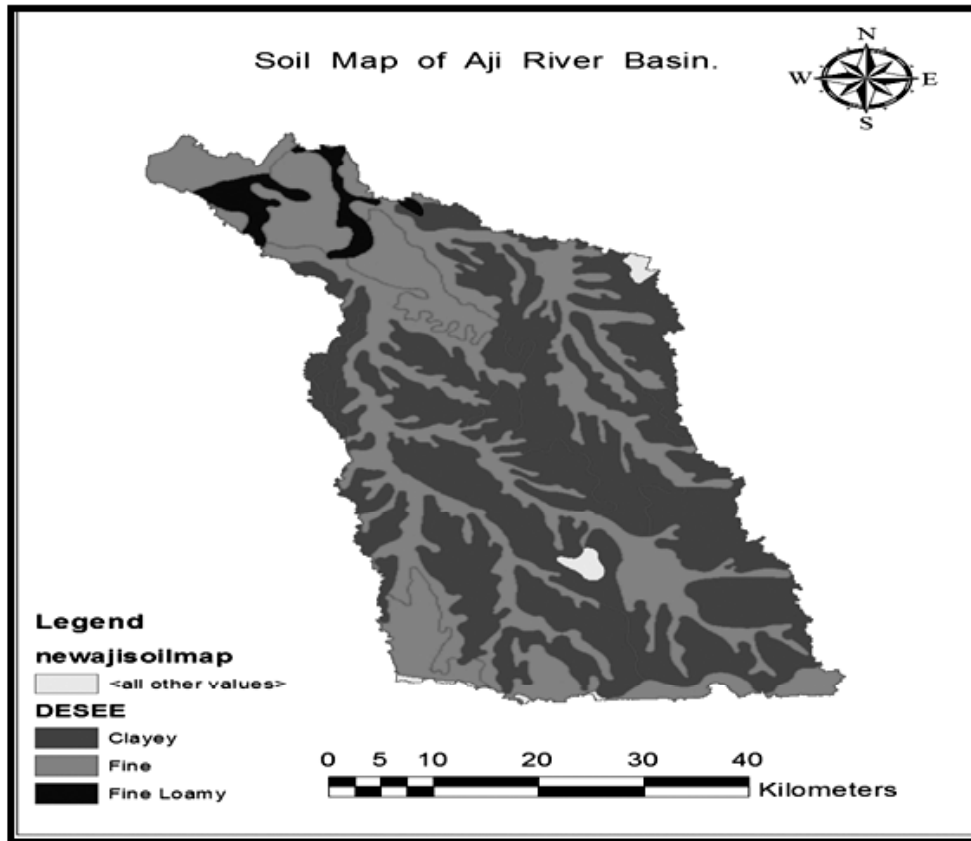 Soil Map of Aji River Basin.
N
W E
S
Legend
newajisoilmap
<all other values>
DESEE
Clayey
Fine
Fine Loamy
0 5 10 20 30 40
Kilometers